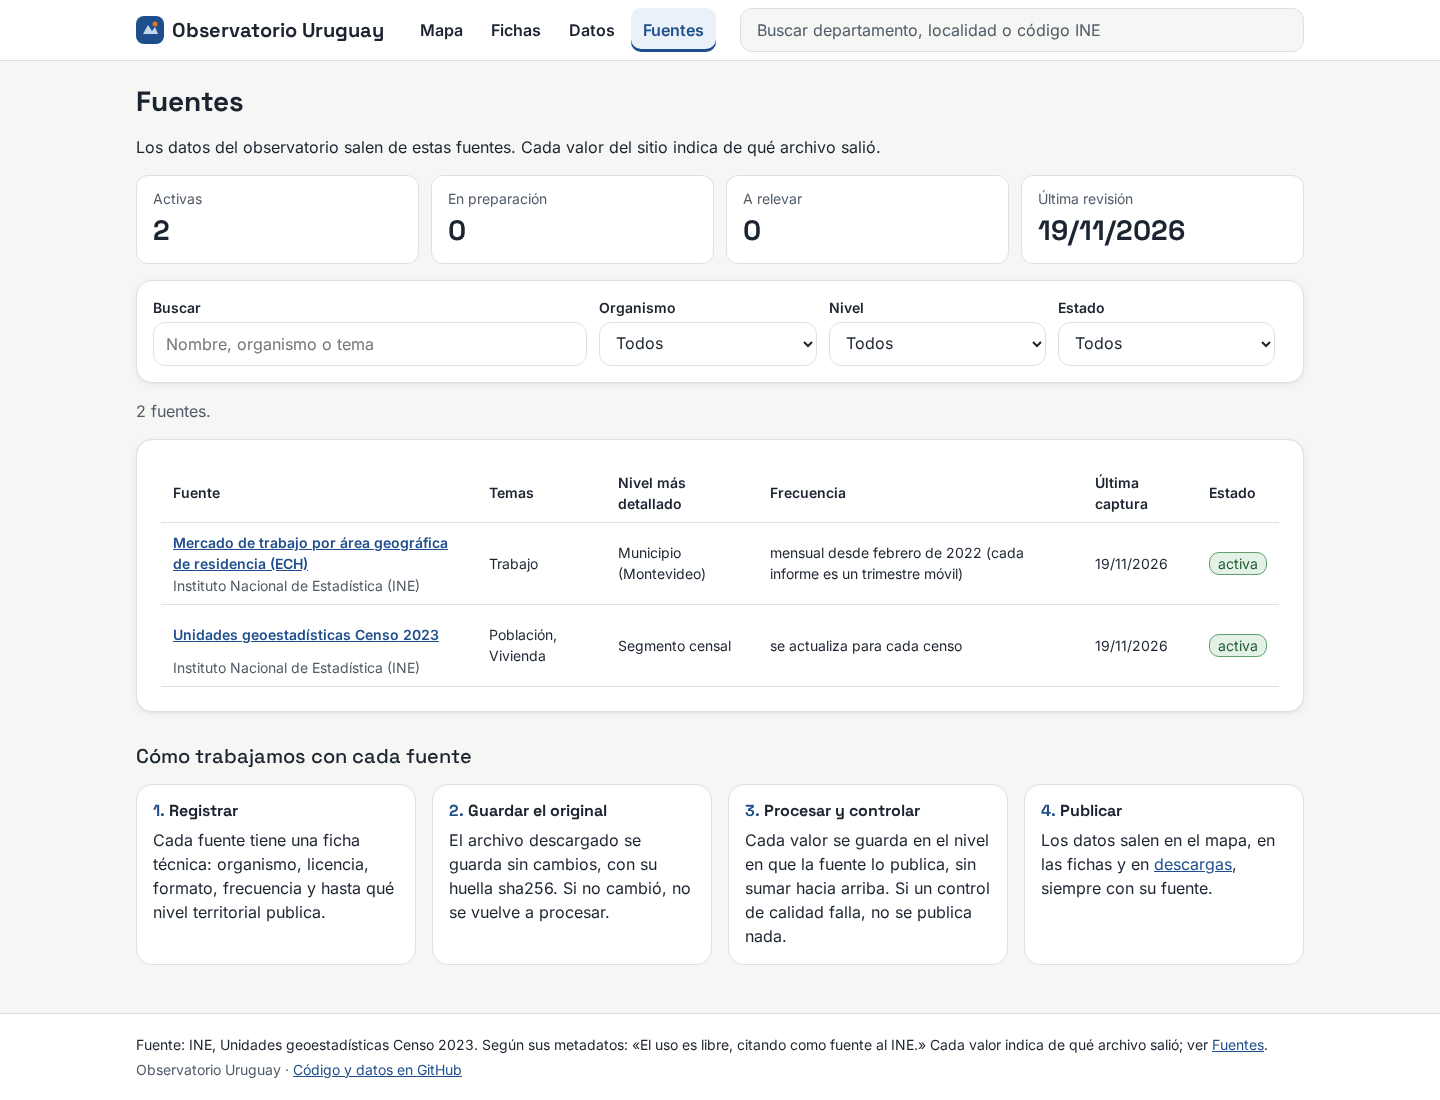 Observatorio Uruguay
Mapa
Fichas
Datos
Fuentes
Buscar departamento, localidad o código INE
Fuentes
Los datos del observatorio salen de estas fuentes. Cada valor del sitio indica de qué archivo salió.
Activas
2
En preparación
0
A relevar
0
Última revisión
19/11/2026
Buscar
Nombre, organismo o tema
Organismo
Todos
Nivel
Todos
Estado
Todos
2 fuentes.
Fuente
Temas
Nivel más
detallado
Frecuencia
Última
captura
Estado
Mercado de trabajo por área geográfica
de residencia (ECH)
Instituto Nacional de Estadística (INE)
Trabajo
Municipio
(Montevideo)
mensual desde febrero de 2022 (cada
informe es un trimestre móvil)
19/11/2026
activa
Unidades geoestadísticas Censo 2023
Instituto Nacional de Estadística (INE)
Población,
Vivienda
Segmento censal
se actualiza para cada censo
19/11/2026
activa
Cómo trabajamos con cada fuente
1. Registrar
Cada fuente tiene una ficha
técnica: organismo, licencia,
formato, frecuencia y hasta qué
nivel territorial publica.
2. Guardar el original
El archivo descargado se
guarda sin cambios, con su
huella sha256. Si no cambió, no
se vuelve a procesar.
3. Procesar y controlar
Cada valor se guarda en el nivel
en que la fuente lo publica, sin
sumar hacia arriba. Si un control
de calidad falla, no se publica
nada.
4. Publicar
Los datos salen en el mapa, en
las fichas y en descargas,
siempre con su fuente.
Fuente: INE, Unidades geoestadísticas Censo 2023. Según sus metadatos: «El uso es libre, citando como fuente al INE.» Cada valor indica de qué archivo salió; ver Fuentes.
Observatorio Uruguay · Código y datos en GitHub